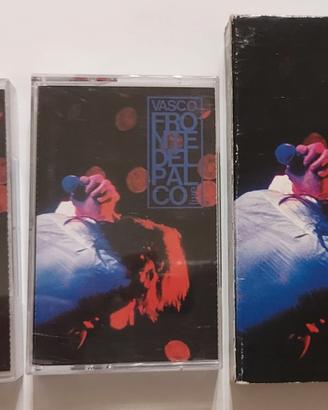 VASCO
FRO
NTE
DEL
PAL
CO